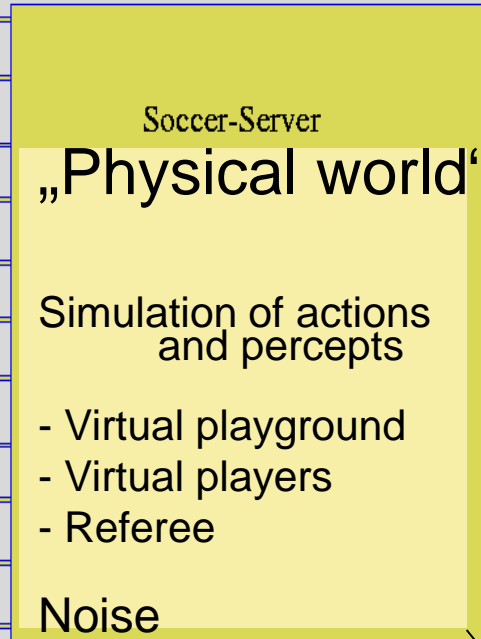 Soccer-Server
„Physical world“
Simulation of actions
and percepts
- Virtual playground
- Virtual players
- Referee
Noise